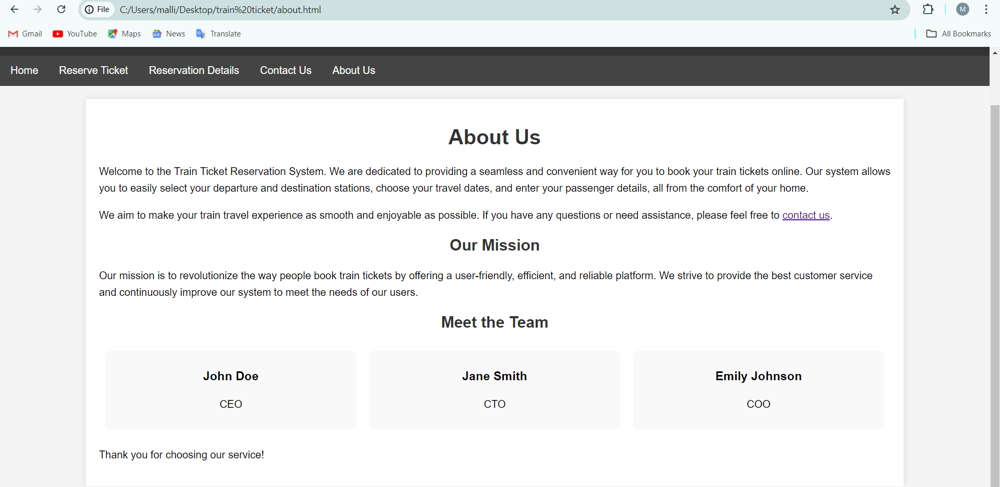 File C:/Users/malli/Desktop/train%20ticket/about.html M
Gmail YouTube Maps News Translate All Bookmarks
Home Reserve Ticket Reservation Details Contact Us About Us
About Us
Welcome to the Train Ticket Reservation System. We are dedicated to providing a seamless and convenient way for you to book your train tickets online. Our system allows
you to easily select your departure and destination stations, choose your travel dates, and enter your passenger details, all from the comfort of your home.
We aim to make your train travel experience as smooth and enjoyable as possible. If you have any questions or need assistance, please feel free to contact us.
Our Mission
Our mission is to revolutionize the way people book train tickets by offering a user-friendly, efficient, and reliable platform. We strive to provide the best customer service
and continuously improve our system to meet the needs of our users.
Meet the Team
John Doe Jane Smith Emily Johnson
CEO CTO COO
Thank you for choosing our service!